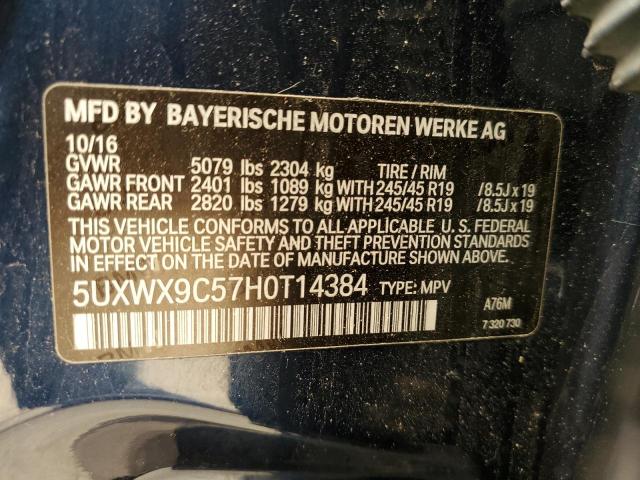 MFD BY BAYERISCHE MOTOREN WERKE AG
10/16
GVWR 5079 lbs 2304 kg TIRE / RIM
GAWR FRONT 2401 lbs 1089 kg WITH 245/45 R19 /8.5J x 19
GAWR REAR 2820 lbs 1279 kg WITH 245/45 R19 /8.5J x 19
THIS VEHICLE CONFORMS TO ALL APPLICABLE U. S. FEDERAL
MOTOR VEHICLE SAFETY AND THEFT PREVENTION STANDARDS
IN EFFECT ON THE DATE OF MANUFACTURE SHOWN ABOVE.
5UXWX9C57H0T14384 TYPE: MPV
A76M
7 320 730